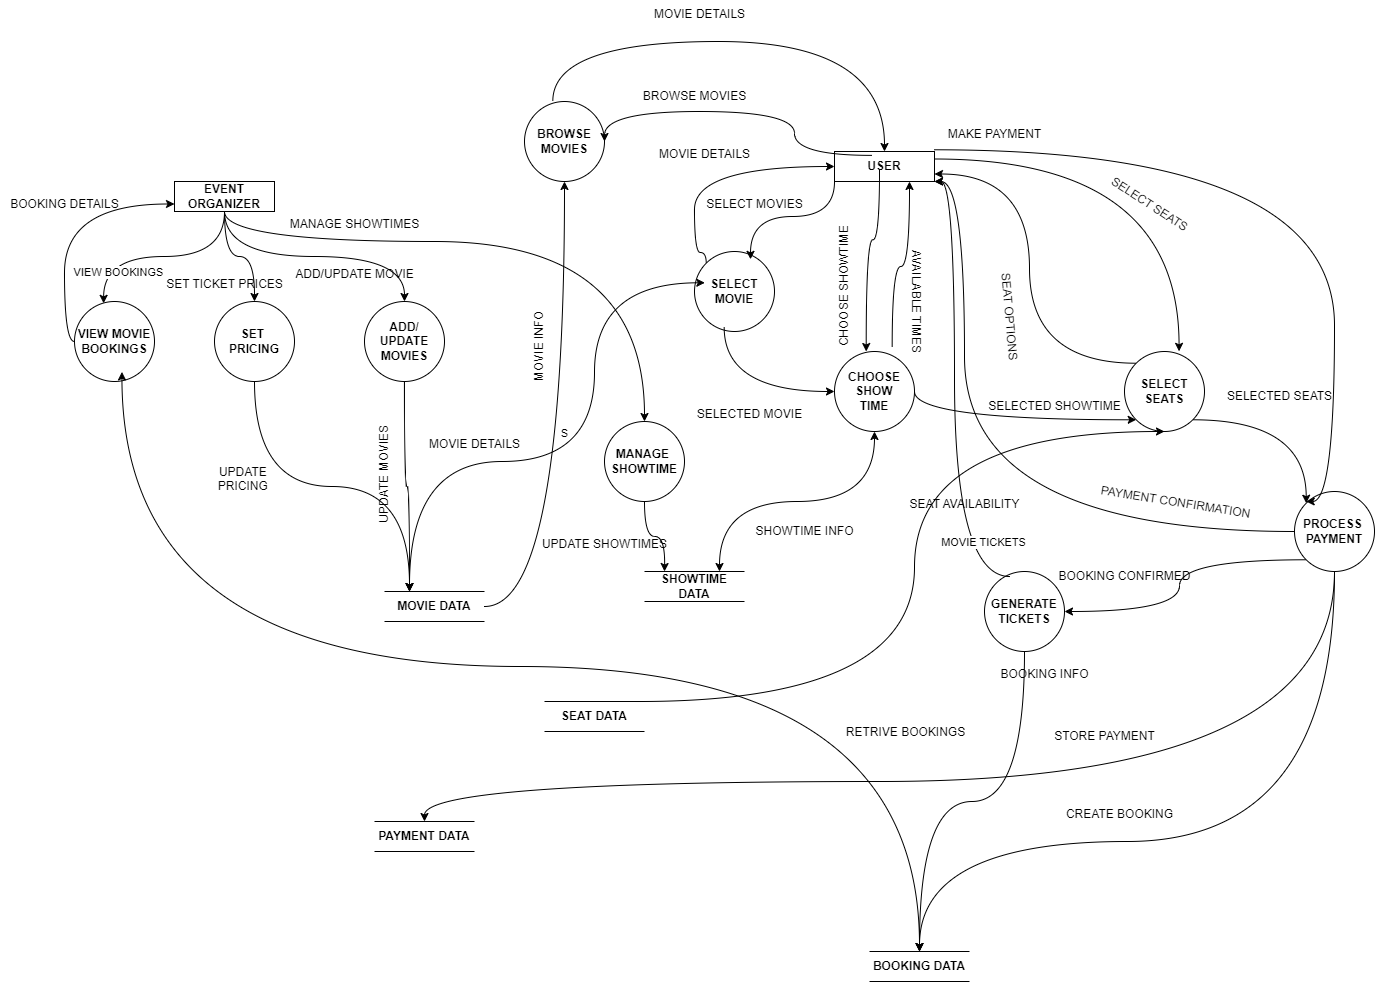 MOVIE DETAILS
BROWSE MOVIES
BROWSE
MOVIES
MAKE PAYMENT
MOVIE DETAILS
USER
EVENT
ORGANIZER
BOOKING DETAILS
SELECT MOVIES
SELECT SEATS
MANAGE SHOWTIMES
VIEW BOOKINGS
SET TICKET PRICES
ADD/UPDATE MOVIE
CHOOSE SHOWTIME
AVAILABLE TIMES
SEAT OPTIONS
SELECT
MOVIE
VIEW MOVIE
BOOKINGS
SET
PRICING
ADD/
UPDATE
MOVIES
MOVIE INFO
CHOOSE
SHOW
TIME
SELECT
SEATS
SELECTED SEATS
SELECTED MOVIE
SELECTED SHOWTIME
S
MOVIE DETAILS
MANAGE
SHOWTIME
UPDATE
PRICING
UPDATE MOVIES
SEAT AVAILABILITY
PAYMENT CONFIRMATION
PROCESS
PAYMENT
SHOWTIME INFO
UPDATE SHOWTIMES
MOVIE TICKETS
SHOWTIME
DATA
BOOKING CONFIRMED
MOVIE DATA
GENERATE
TICKETS
BOOKING INFO
SEAT DATA
RETRIVE BOOKINGS
STORE PAYMENT
CREATE BOOKING
PAYMENT DATA
BOOKING DATA